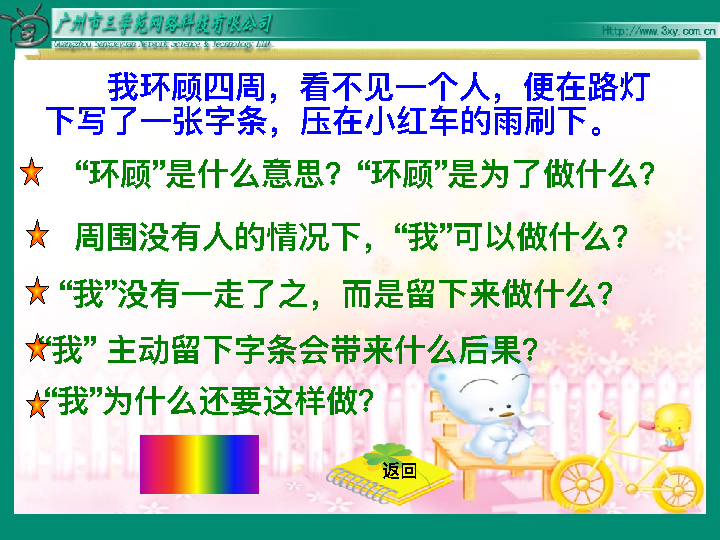 广州市三学苑网络科技有限公司
Guangzhou Sanxueyuan Network Science & Technology Ltd.
Http://www.3xy.com.cn
我环顾四周，看不见一个人，便在路灯
下写了一张字条，压在小红车的雨刷下。
“环顾”是什么意思？“环顾”是为了做什么？
周围没有人的情况下，“我”可以做什么？
“我”没有一走了之，而是留下来做什么？
“我” 主动留下字条会带来什么后果？
“我”为什么还要这样做？
返回